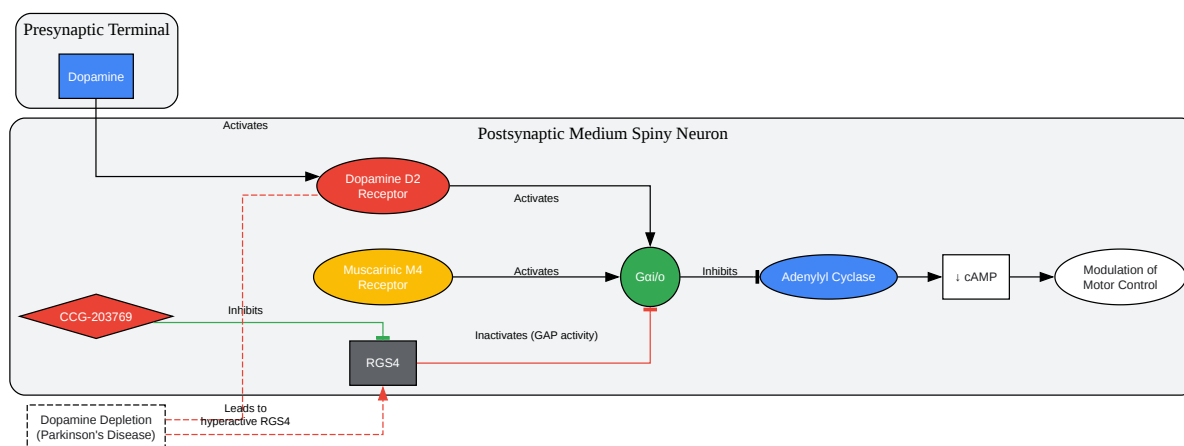 Presynaptic Terminal
Dopamine
Activates
Postsynaptic Medium Spiny Neuron
Dopamine D2
Receptor
Activates
Muscarinic M4
Receptor
Activates
Gαi/o
Inhibits
Adenylyl Cyclase
↓ cAMP
Modulation of
Motor Control
CCG-203769
Inhibits
Inactivates (GAP activity)
RGS4
Leads to
hyperactive RGS4
Dopamine Depletion
(Parkinson's Disease)